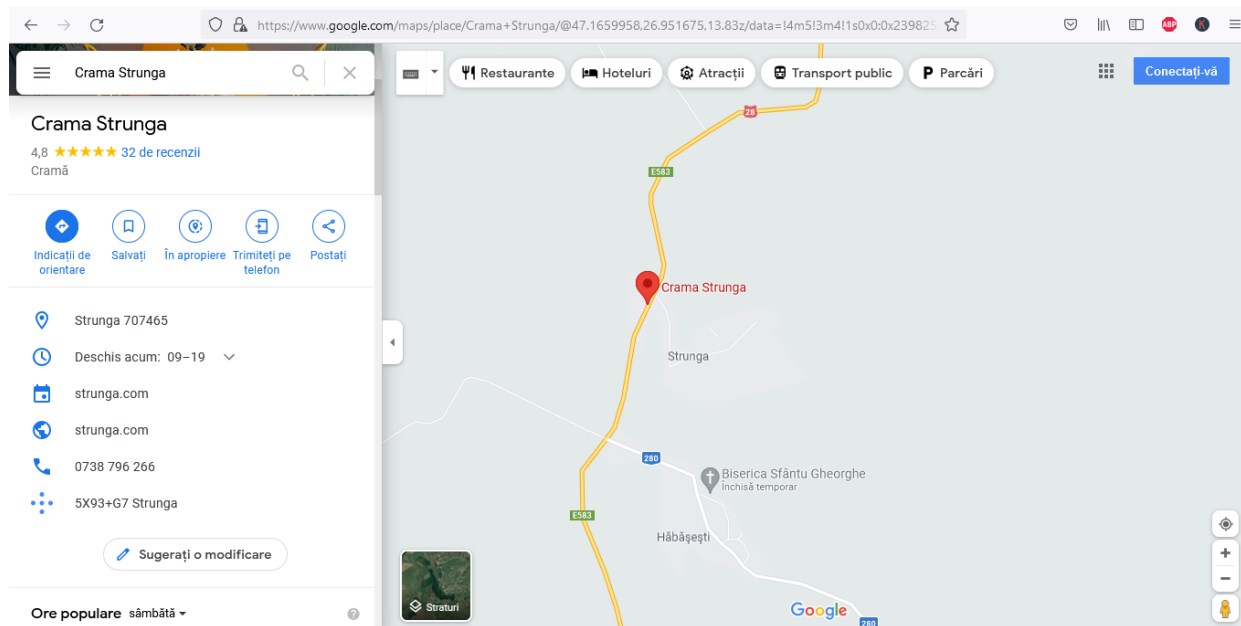 https://www.google.com/maps/place/Crama+Strunga/@47.1659958,26.951675,13.83z/data=!4m5!3m4!1s0x0:0x239825
ABP
K
Crama Strunga
Crama Strunga
4,8
32 de recenzii
Cramă
Indicații de
orientare
Salvați
În apropiere
Trimiteți pe
telefon
Postați
Strunga 707465
Deschis acum: 09–19
strunga.com
strunga.com
0738 796 266
5X93+G7 Strunga
Sugerați o modificare
Ore populare sâmbătă
Restaurante
Hoteluri
Atracții
Transport public
P Parcări
Conectați-vă
28
E583
Crama Strunga
Strunga
280
Biserica Sfântu Gheorghe
Închisă temporar
E583
Hăbășești
Straturi
Google
280